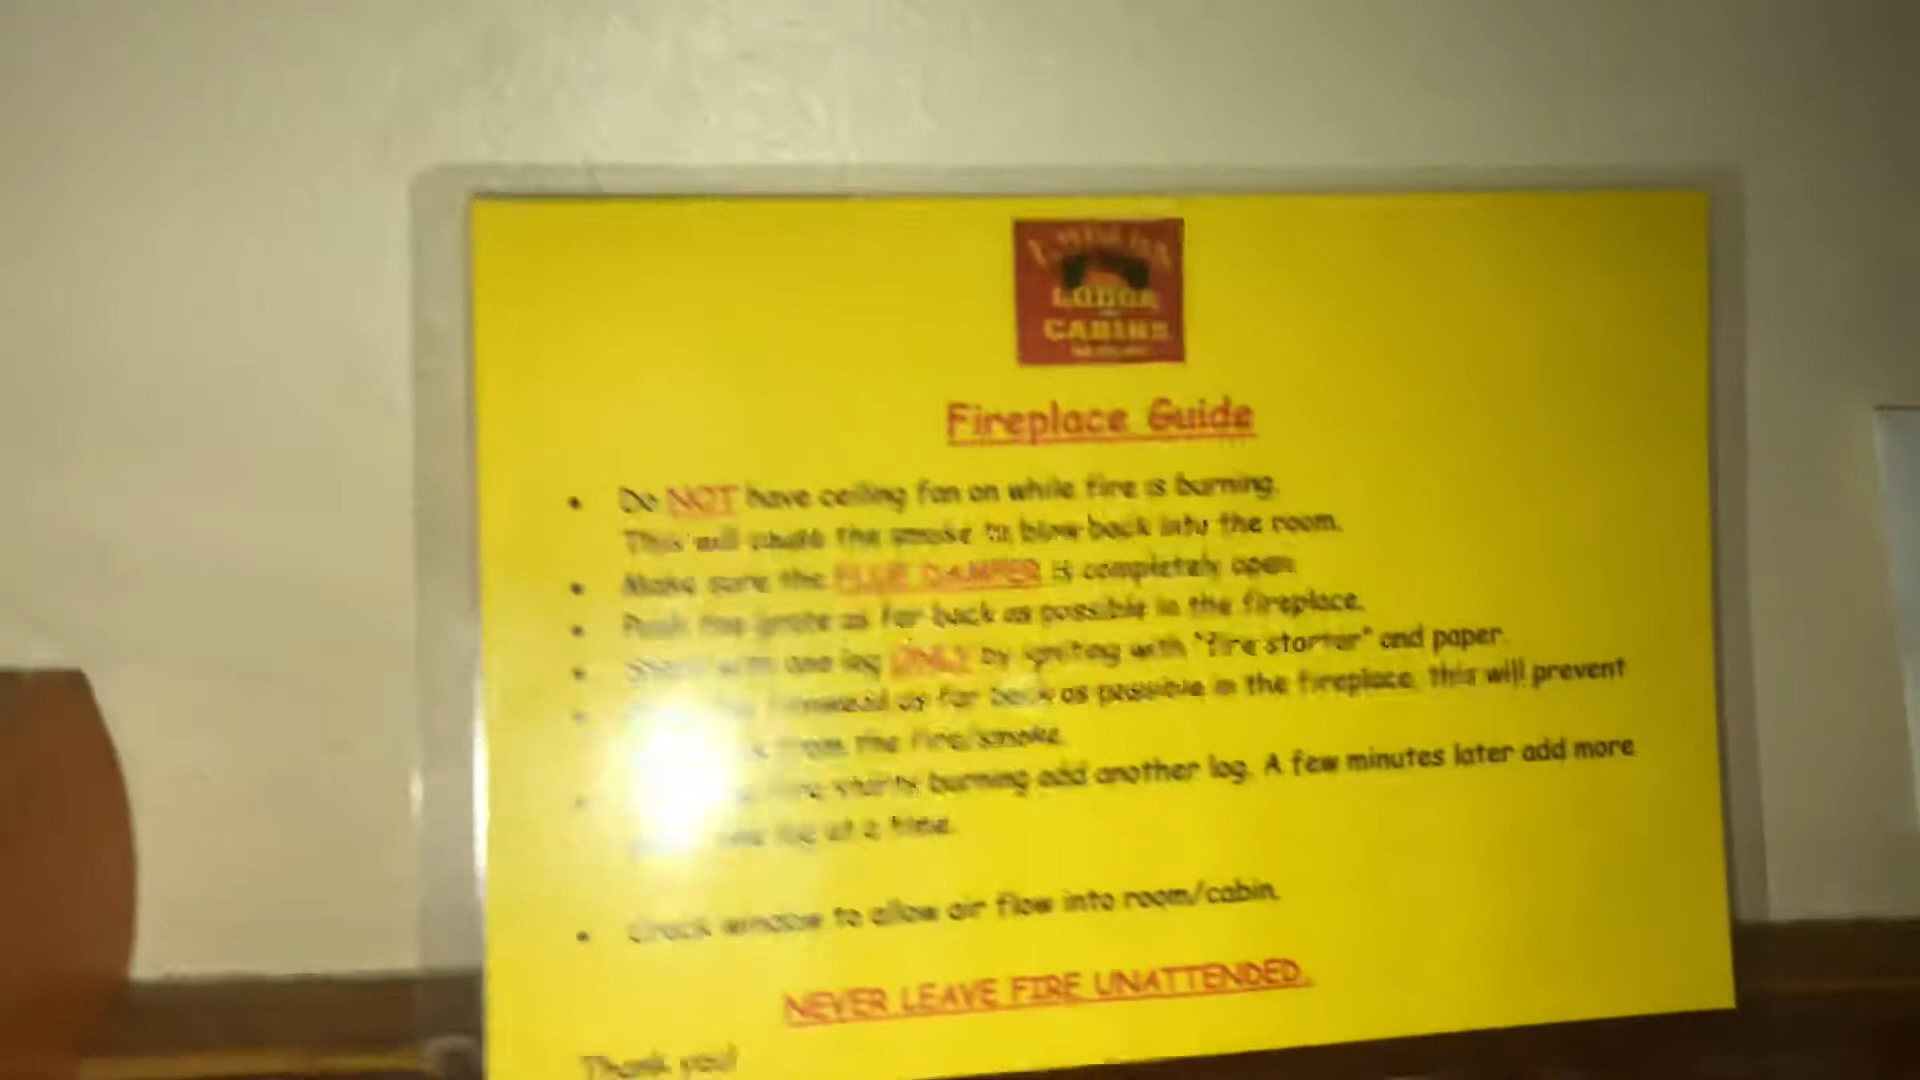 LODGE
CABINS
Fireplace Guide
Do NOT have ceiling fan on while fire is burning.
This will cause the smoke to blow back into the room.
Make sure the FLUE DAMPER is completely open
Push the grate as far back as possible in the fireplace.
Start with one log ONLY by igniting with "fire starter" and paper.
as far back as possible in the fireplace, this will prevent
from the fire/smoke.
fire starts burning add another log. A few minutes later add more
one log at a time.
Crack window to allow air flow into room/cabin.
NEVER LEAVE FIRE UNATTENDED.
Thank you!